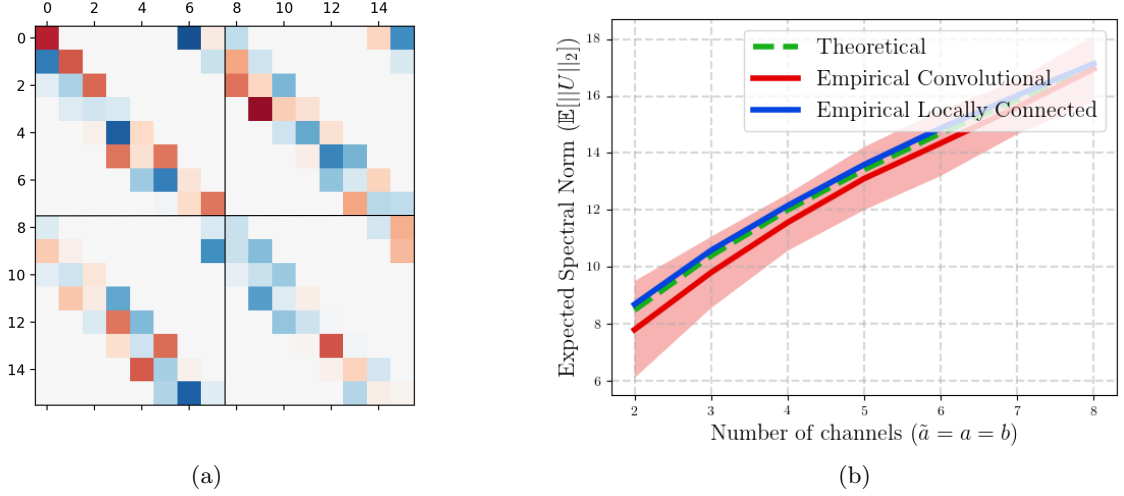 0 2 4 6 8 10 12 14
0
2
4
6
8
10
12
14
(a)
18
16
14
12
10
8
6
Expected Spectral Norm (𝔼[||U||₂])
Theoretical
Empirical Convolutional
Empirical Locally Connected
2 3 4 5 6 7 8
Number of channels (ã = a = b)
(b)